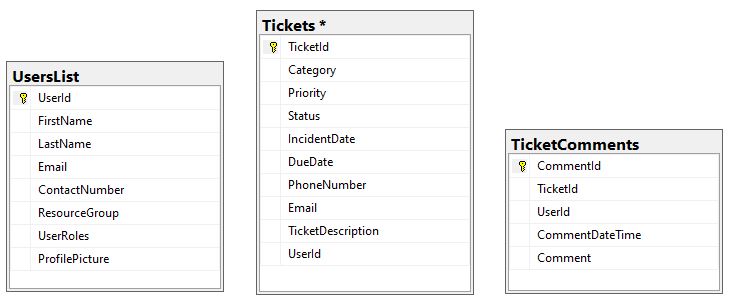 UsersList
UserId
FirstName
LastName
Email
ContactNumber
ResourceGroup
UserRoles
ProfilePicture
Tickets *
TicketId
Category
Priority
Status
IncidentDate
DueDate
PhoneNumber
Email
TicketDescription
UserId
TicketComments
CommentId
TicketId
UserId
CommentDateTime
Comment